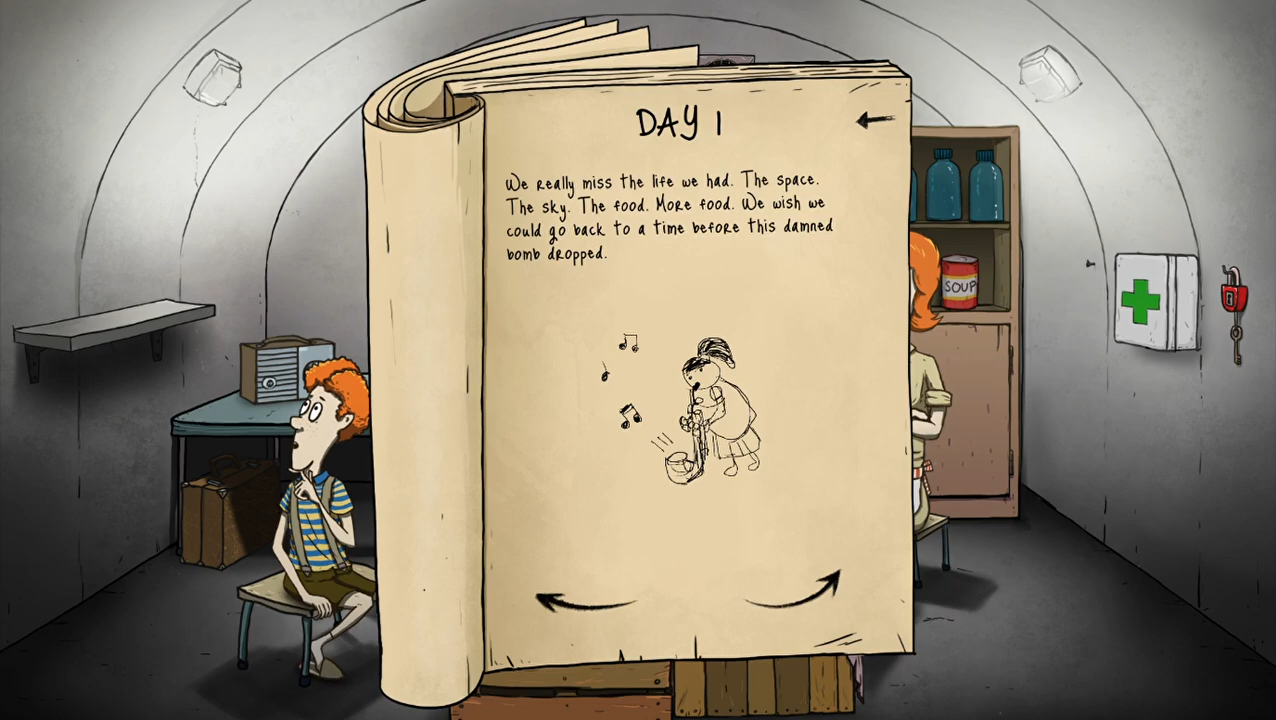 DAY 1
We really miss the life we had. The space.
The sky. The food. More food. We wish we
could go back to a time before this damned
bomb dropped.
SOUP